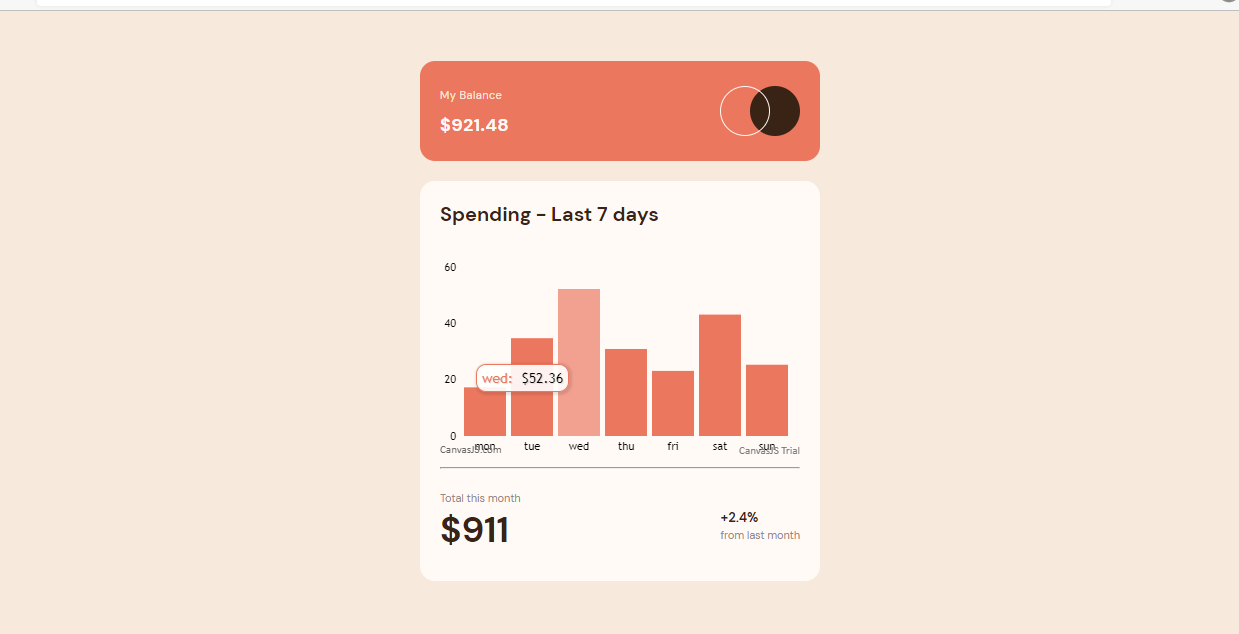 My Balance
$921.48
Spending - Last 7 days
60
40
20
0
wed: $52.36
mon tue wed thu fri sat sun
CanvasJS.com CanvasJS Trial
Total this month
$911
+2.4%
from last month